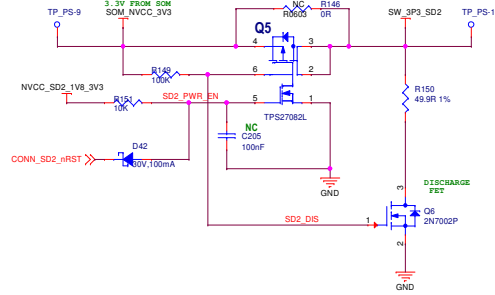 3.3V FROM SOM
SOM_NVCC_3V3
NC
R146
R0603
0R
SW_3P3_SD2
TP_PS-9
TP_PS-1
Q5
4
3
6
2
5
1
R149
100K
NVCC_SD2_1V8_3V3
R151
10K
SD2_PWR_EN
TPS27082L
R150
49.9R 1%
NC
C205
100nF
D42
30V,100mA
CONN_SD2_nRST
GND
DISCHARGE
FET
3
Q6
2N7002P
SD2_DIS
1
2
GND